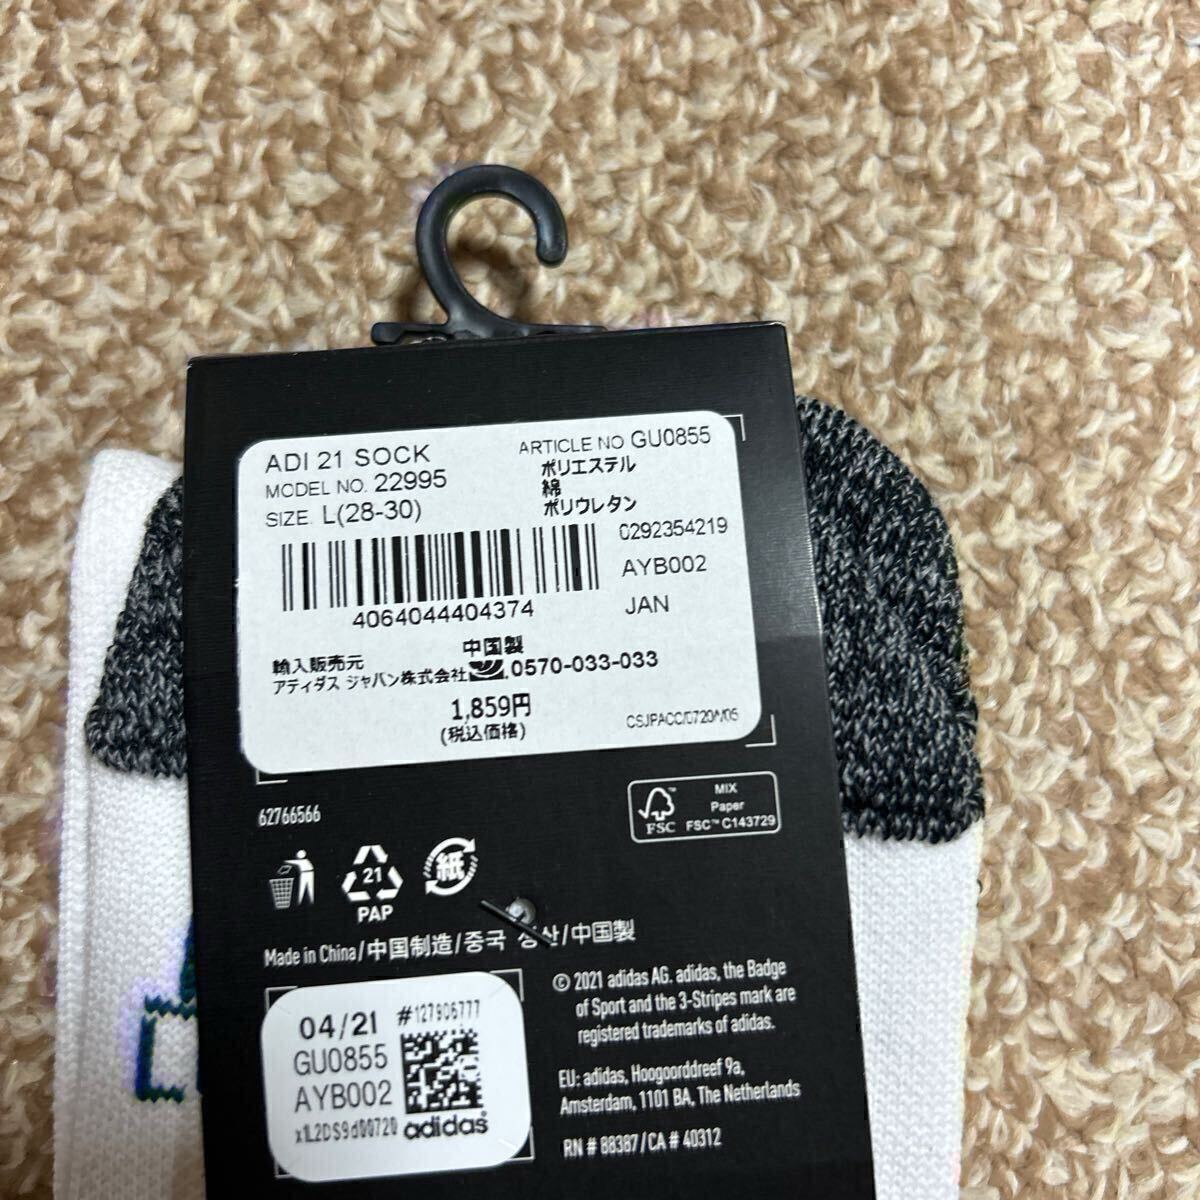 ADI 21 SOCK
ARTICLE NO GU0855
MODEL NO. 22995
ポリエステル
綿
ポリウレタン
SIZE. L(28-30)
0292354219
AYB002
JAN
4064044404374
中国製
輸入販売元
アディダス ジャパン株式会社 0570-033-033
1,859円
(税込価格)
CSJPACC/0720/V05
62766566
MIX
Paper
FSC
FSC™ C143729
21
PAP
紙
Made in China/中国制造/중국 산/中国製
© 2021 adidas AG. adidas, the Badge
of Sport and the 3-Stripes mark are
registered trademarks of adidas.
04/21 #127906777
GU0855
AYB002
x1L2DS9d00720 adidas
EU: adidas, Hoogoorddreef 9a,
Amsterdam, 1101 BA, The Netherlands
RN # 88387/CA # 40312